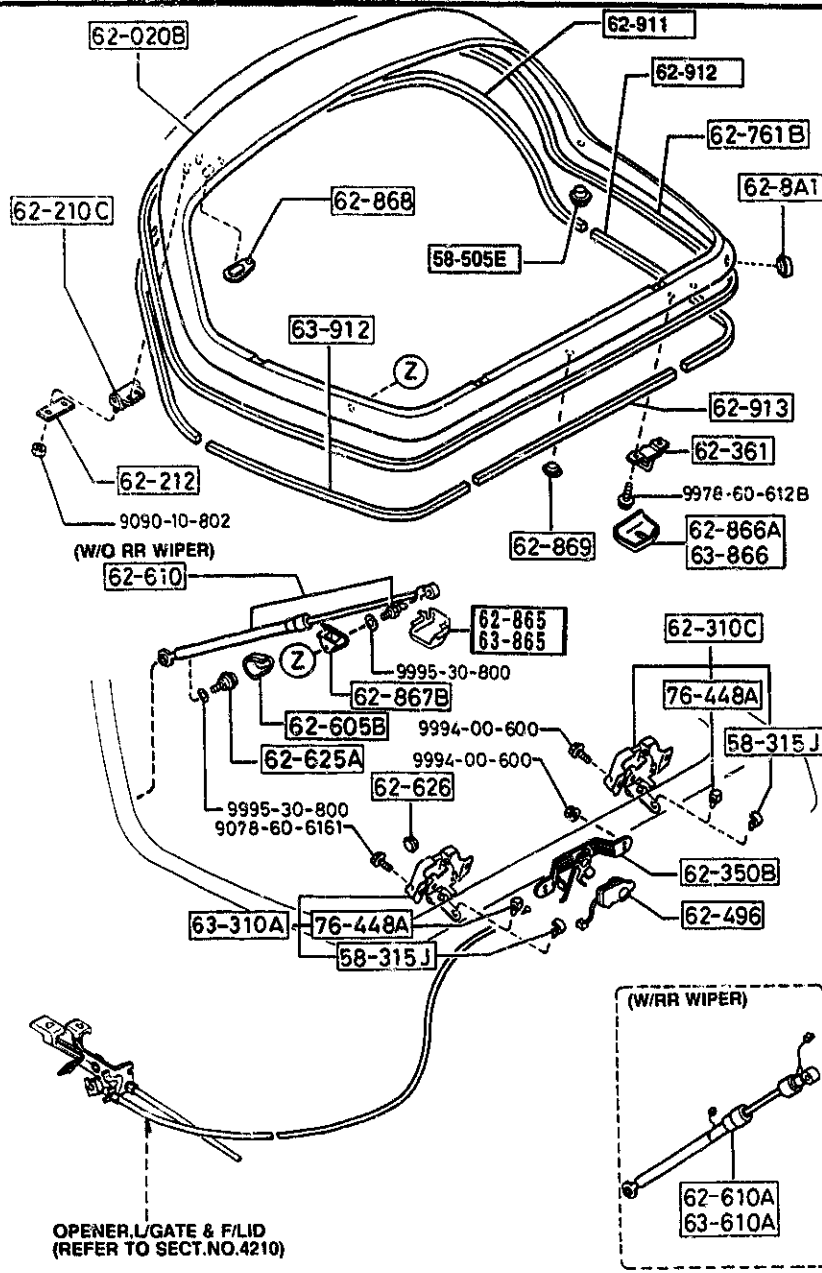 62-020B
62-911
62-912
62-761B
62-8A1
62-210C
62-868
58-505E
63-912
Z
62-913
62-361
62-212
9978-60-612B
9090-10-802
62-869
62-866A
63-866
(W/O RR WIPER)
62-610
62-865
63-865
62-310C
Z
9995-30-800
76-448A
62-867B
62-605B
9994-00-600
58-315J
62-625A
9994-00-600
62-626
9995-30-800
9078-60-6161
62-350B
62-496
63-310A
76-448A
58-315J
(W/RR WIPER)
62-610A
63-610A
OPENER,L/GATE & F/LID
(REFER TO SECT.NO.4210)